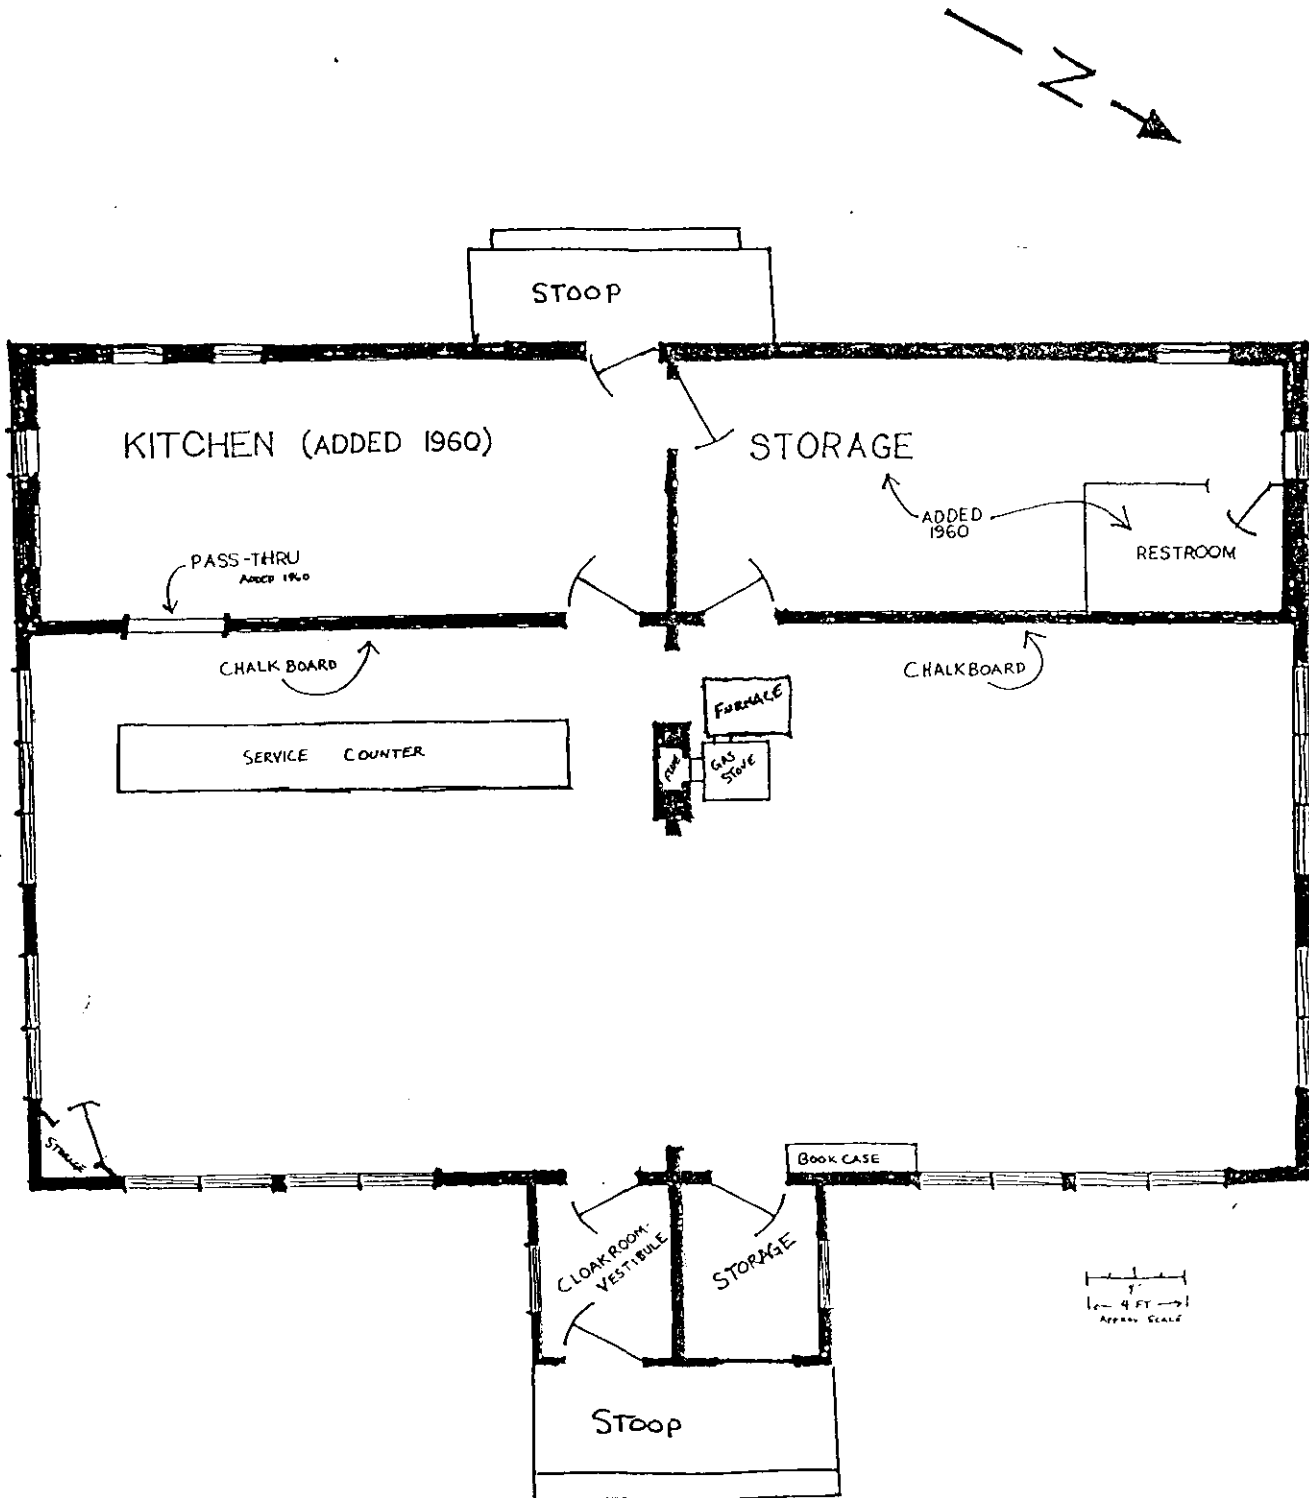 N
STOOP
KITCHEN (ADDED 1960)
STORAGE
ADDED
1960
RESTROOM
PASS-THRU
ADDED 1960
CHALK BOARD
CHALKBOARD
FURNACE
SERVICE COUNTER
FLUE
GAS
STOVE
STORAGE
BOOK CASE
CLOAKROOM-
VESTIBULE
STORAGE
4 FT
APPROX SCALE
STOOP